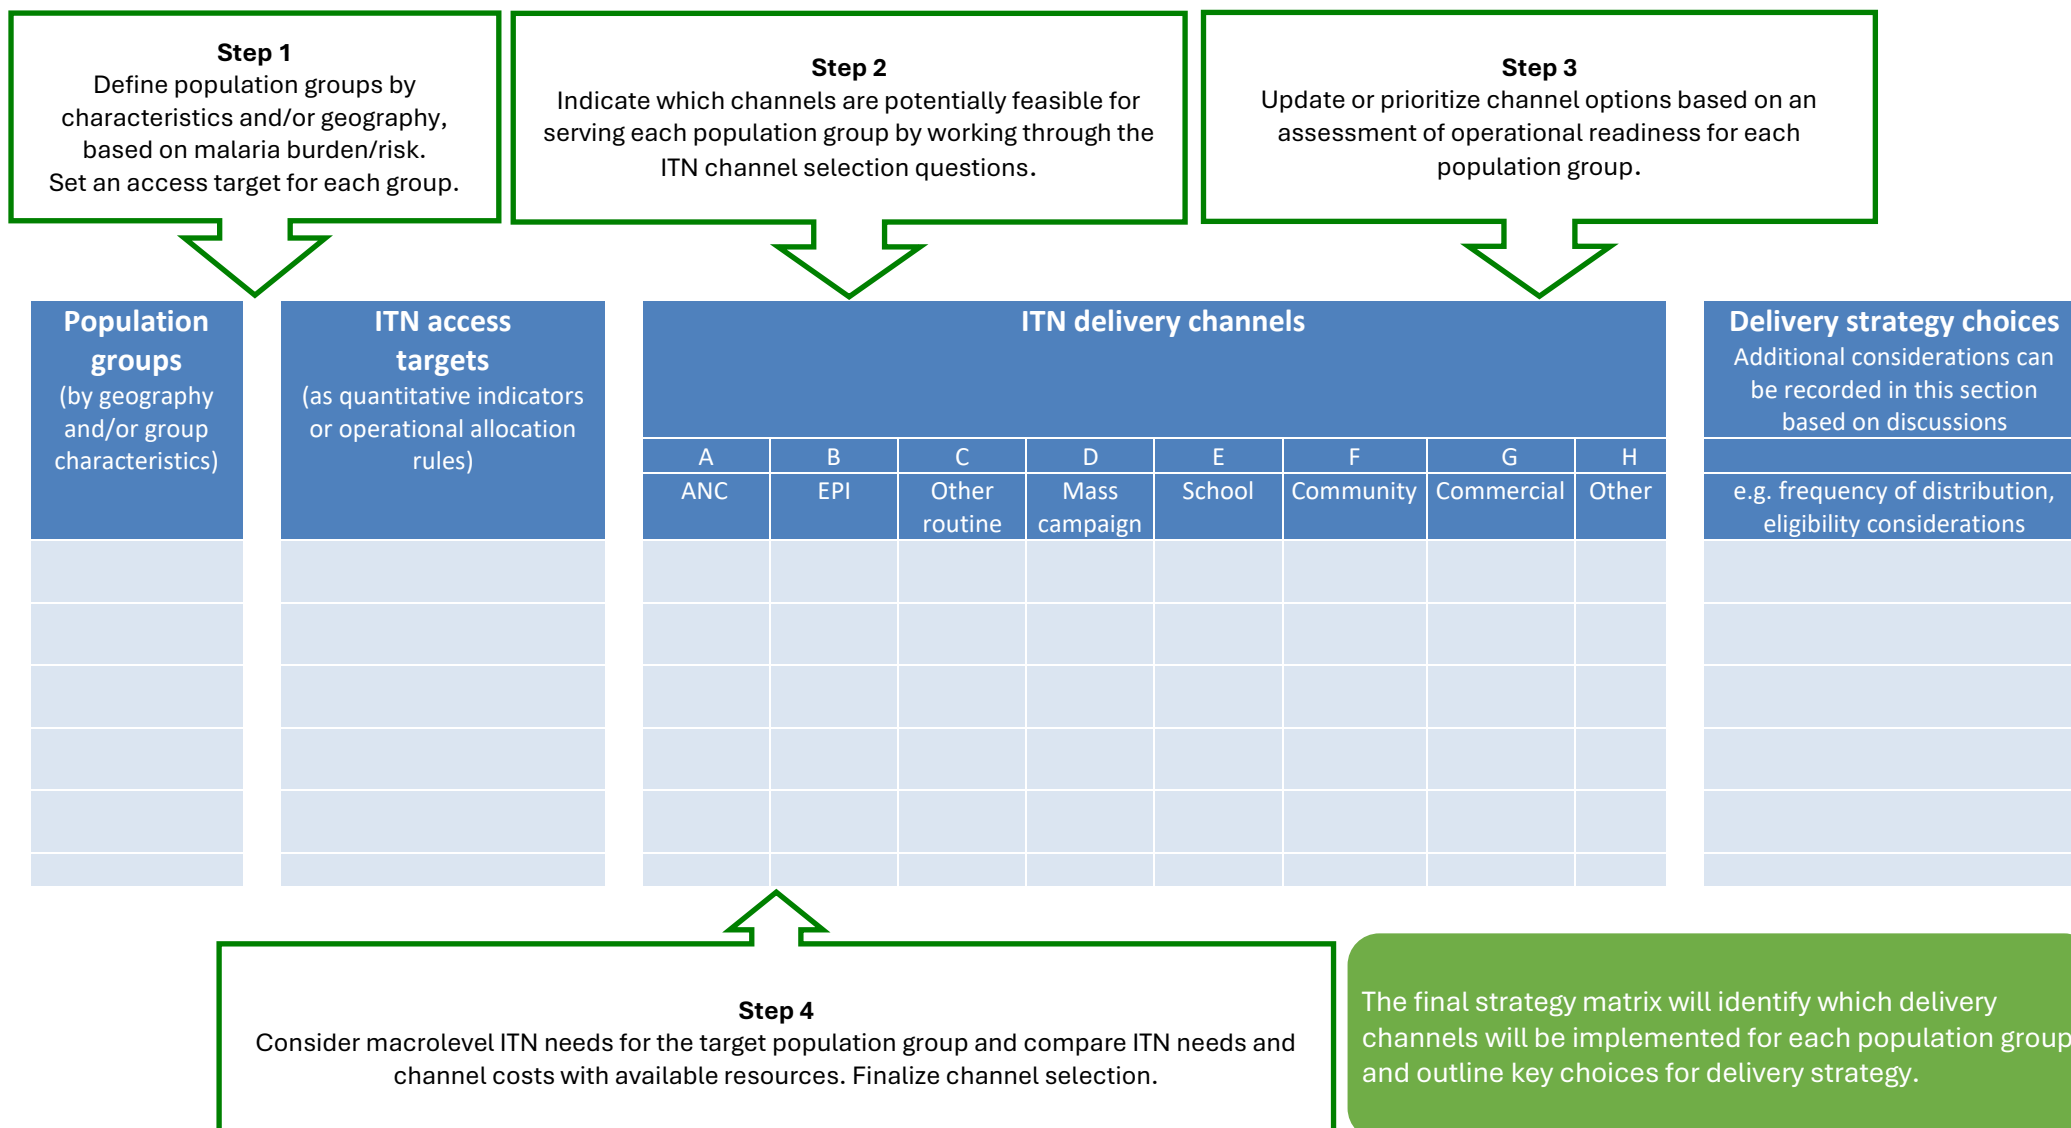 Step 1
Define population groups by
characteristics and/or geography,
based on malaria burden/risk.
Set an access target for each group.
Step 2
Indicate which channels are potentially feasible for
serving each population group by working through the
ITN channel selection questions.
Step 3
Update or prioritize channel options based on an
assessment of operational readiness for each
population group.
Population
groups
(by geography
and/or group
characteristics)
ITN access
targets
(as quantitative indicators
or operational allocation
rules)
ITN delivery channels
A
B
C
D
E
F
G
H
ANC
EPI
Other
routine
Mass
campaign
School
Community
Commercial
Other
Delivery strategy choices
Additional considerations can
be recorded in this section
based on discussions
e.g. frequency of distribution,
eligibility considerations
Step 4
Consider macrolevel ITN needs for the target population group and compare ITN needs and
channel costs with available resources. Finalize channel selection.
The final strategy matrix will identify which delivery
channels will be implemented for each population group
and outline key choices for delivery strategy.